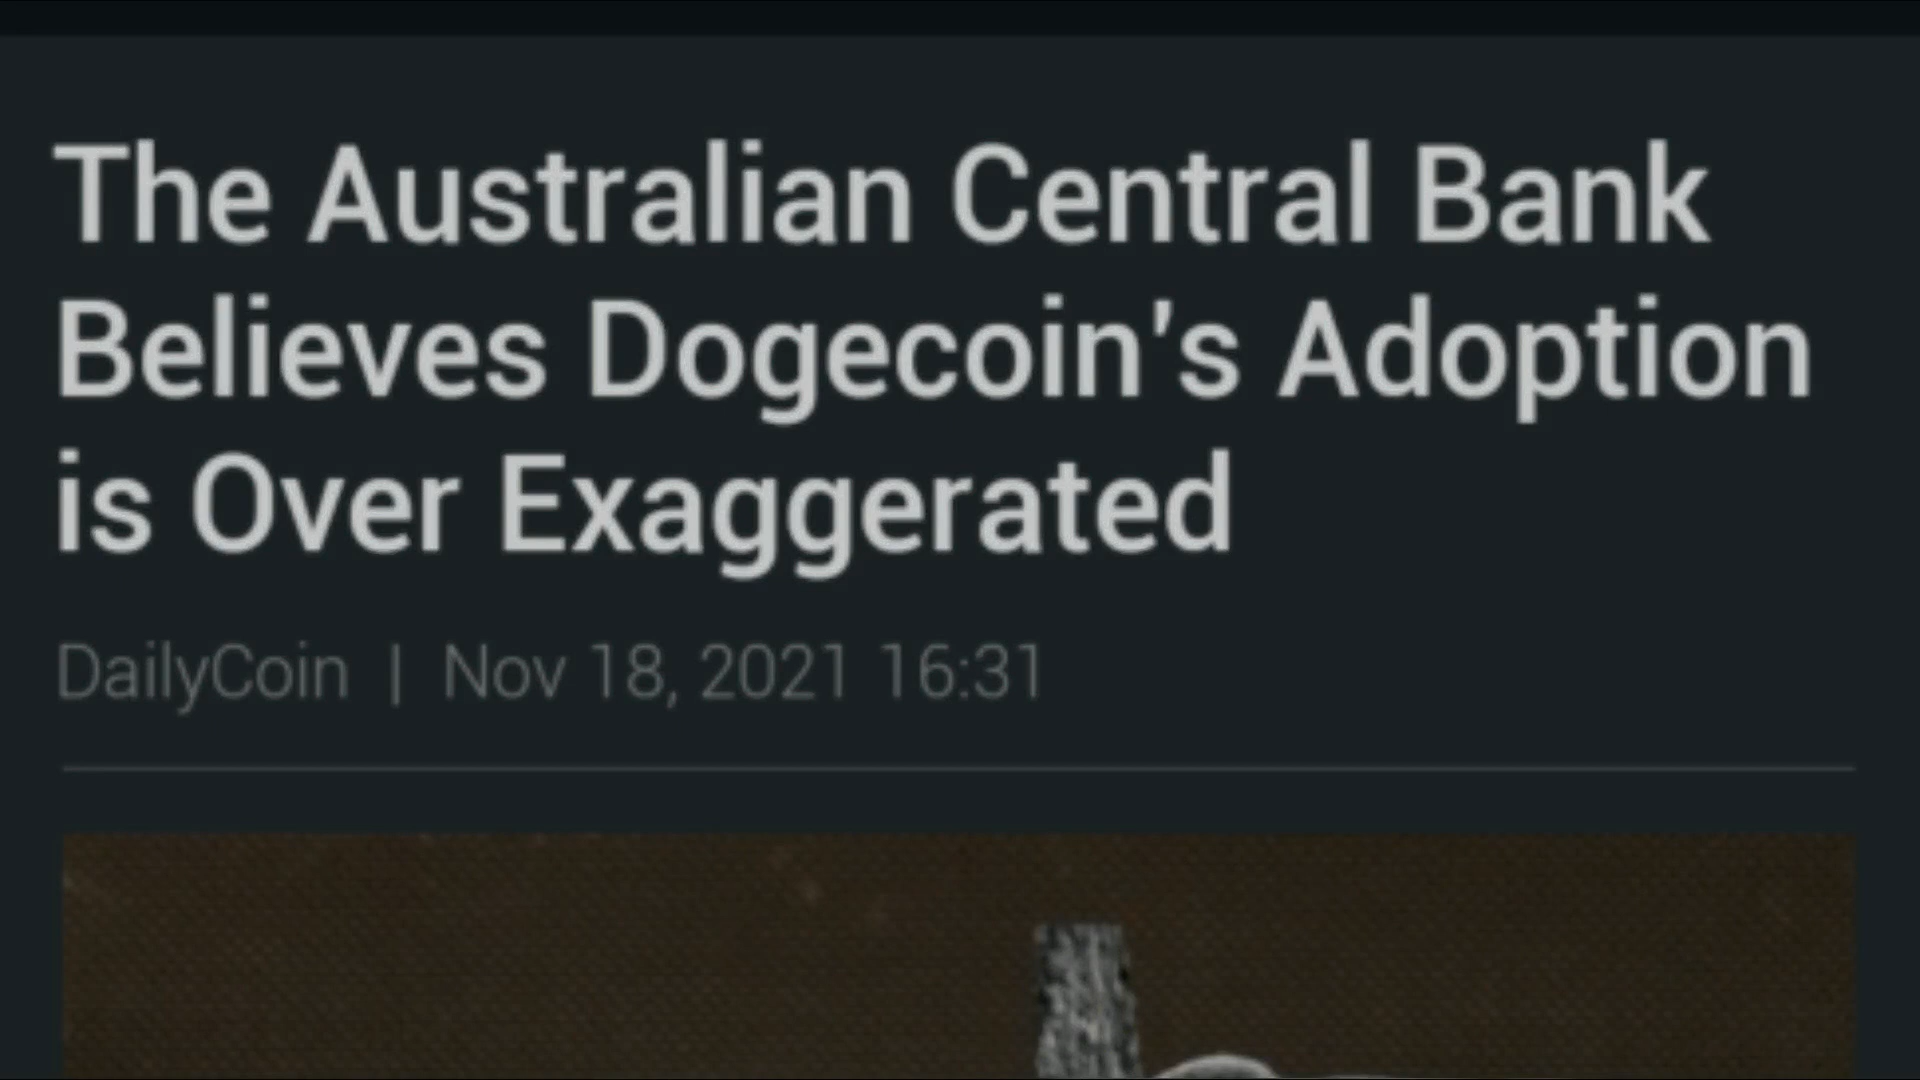 The Australian Central Bank
Believes Dogecoin's Adoption
is Over Exaggerated
DailyCoin | Nov 18, 2021 16:31